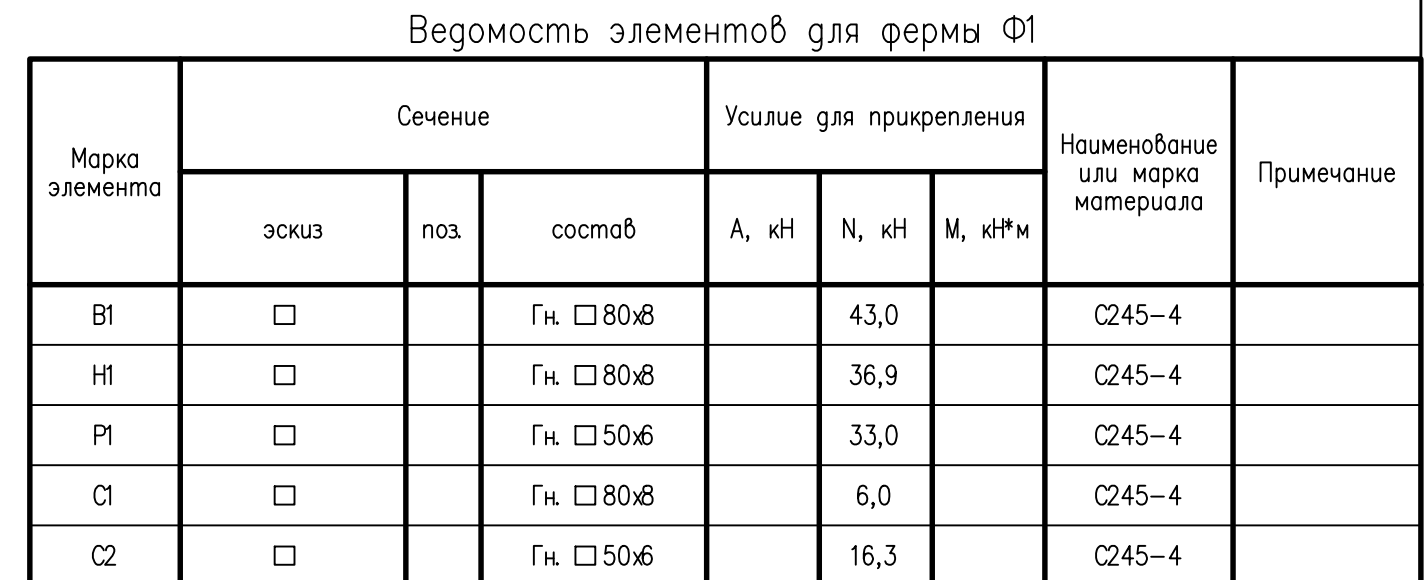 Ведомость элементов для фермы Ф1
Марка элемента
Сечение
Усилие для прикрепления
Наименование или марка материала
Примечание
эскиз
поз.
состав
А, кН
N, кН
М, кН*м
В1 □ Гн. □ 80х8 43,0 С245-4
Н1 □ Гн. □ 80х8 36,9 С245-4
Р1 □ Гн. □ 50х6 33,0 С245-4
С1 □ Гн. □ 80х8 6,0 С245-4
С2 □ Гн. □ 50х6 16,3 С245-4